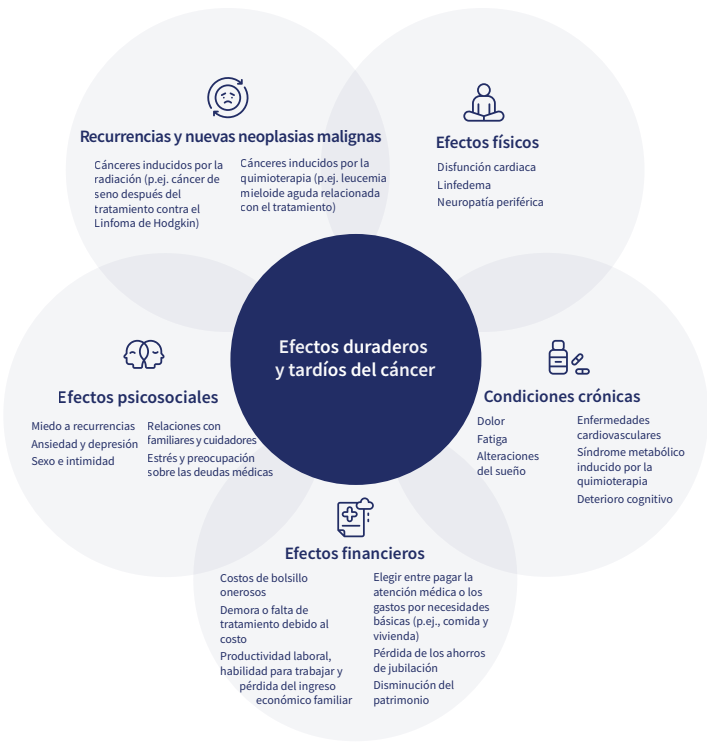 Recurrencias y nuevas neoplasias malignas
Cánceres inducidos por la
radiación (p.ej. cáncer de
seno después del
tratamiento contra el
Linfoma de Hodgkin)
Cánceres inducidos por la
quimioterapia (p.ej. leucemia
mieloide aguda relacionada
con el tratamiento)
Efectos físicos
Disfunción cardiaca
Linfedema
Neuropatía periférica
Efectos duraderos
y tardíos del cáncer
Efectos psicosociales
Miedo a recurrencias
Ansiedad y depresión
Sexo e intimidad
Relaciones con
familiares y cuidadores
Estrés y preocupación
sobre las deudas médicas
Condiciones crónicas
Dolor
Fatiga
Alteraciones
del sueño
Enfermedades
cardiovasculares
Síndrome metabólico
inducido por la
quimioterapia
Deterioro cognitivo
Efectos financieros
Costos de bolsillo
onerosos
Demora o falta de
tratamiento debido al
costo
Productividad laboral,
habilidad para trabajar y
pérdida del ingreso
económico familiar
Elegir entre pagar la
atención médica o los
gastos por necesidades
básicas (p.ej., comida y
vivienda)
Pérdida de los ahorros
de jubilación
Disminución del
patrimonio